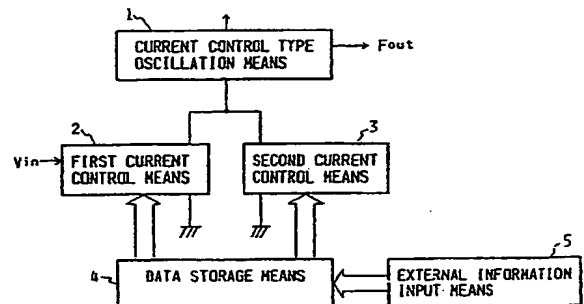 1
CURRENT CONTROL TYPE
OSCILLATION MEANS
Fout
2
3
Vin
FIRST CURRENT
CONTROL MEANS
SECOND CURRENT
CONTROL MEANS
5
4
DATA STORAGE MEANS
EXTERNAL INFORMATION
INPUT MEANS